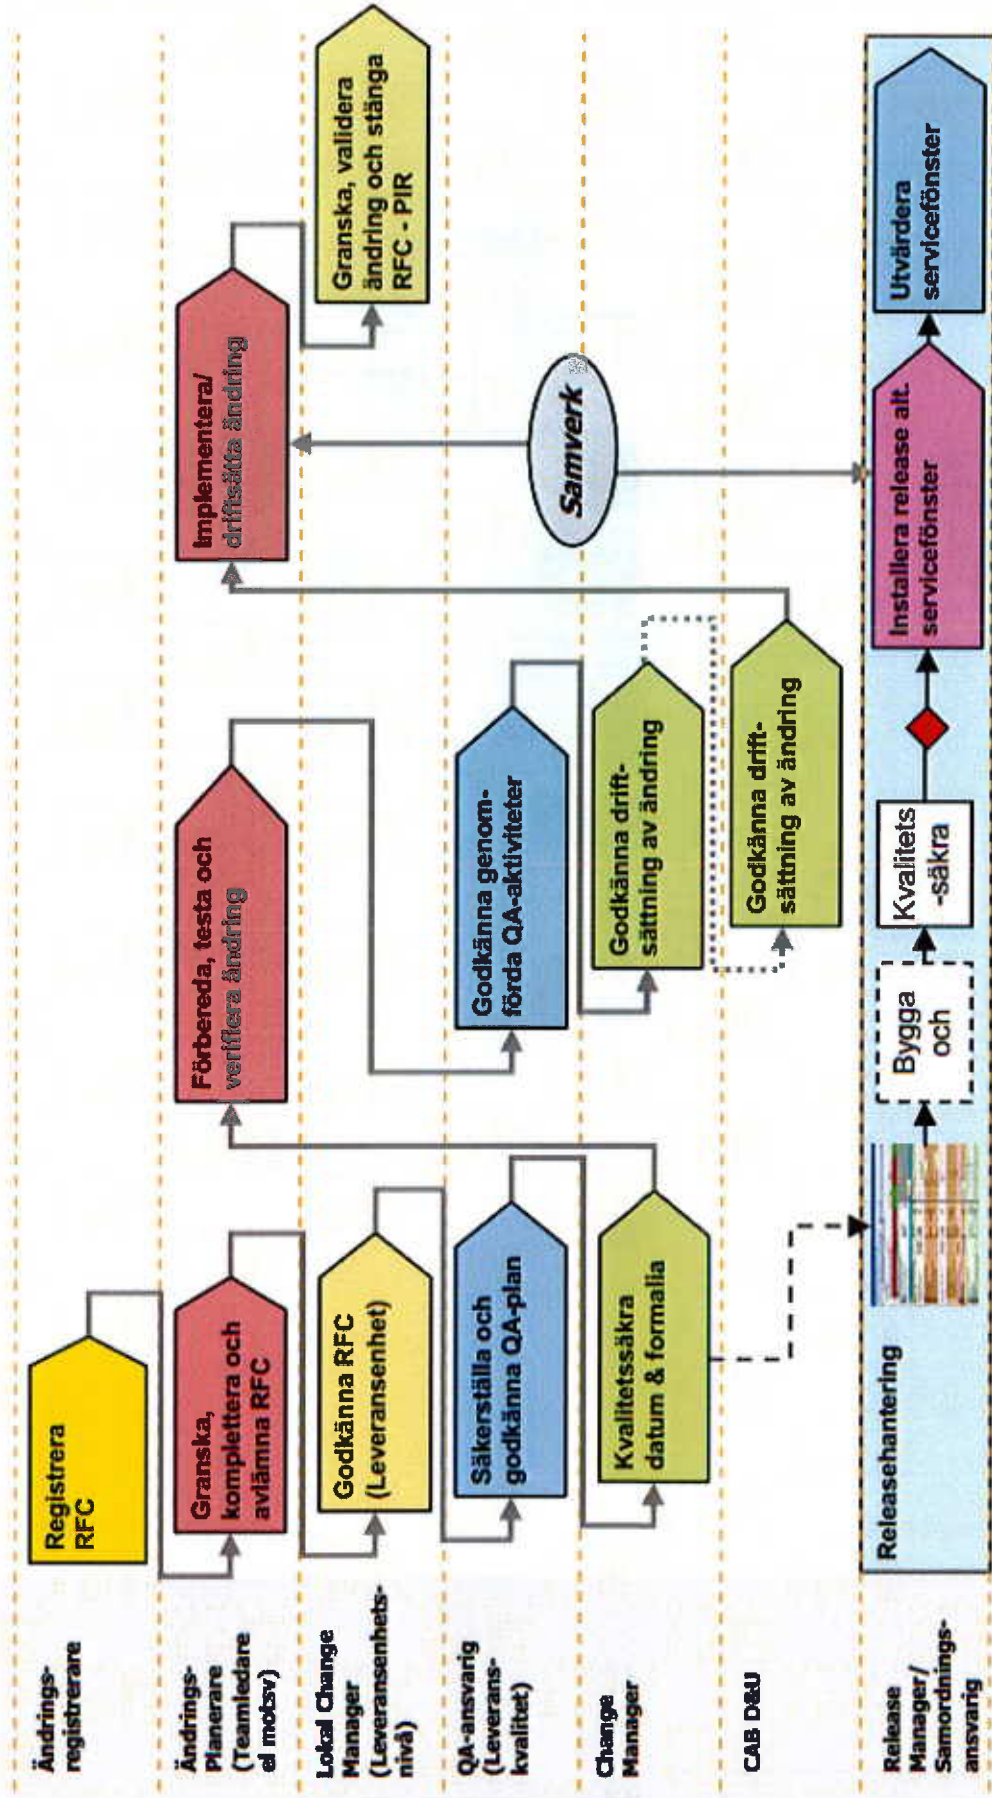 Ändrings-
registrerare
Registrera
RFC
Ändrings-
Planerare
(Teamledare
el motsv)
Granska,
komplettera och
avlämna RFC
Förbereda, testa och
verifiera ändring
Implementera/
driftsätta ändring
Lokal Change
Manager
(Leveransenhets-
nivå)
Godkänna RFC
(Leveransenhet)
Granska, validera
ändring och stänga
RFC - PIR
QA-ansvarig
(Leverans-
kvalitet)
Säkerställa och
godkänna QA-plan
Godkänna genom-
förda QA-aktiviteter
Samverk
Change
Manager
Kvalitetssäkra
datum & formalia
Godkänna drift-
sättning av ändring
CAB D&U
Godkänna drift-
sättning av ändring
Release
Manager/
Samordnings-
ansvarig
Releasehantering
Bygga
och
Kvalitets
-säkra
Installera release alt.
servicefönster
Utvärdera
servicefönster